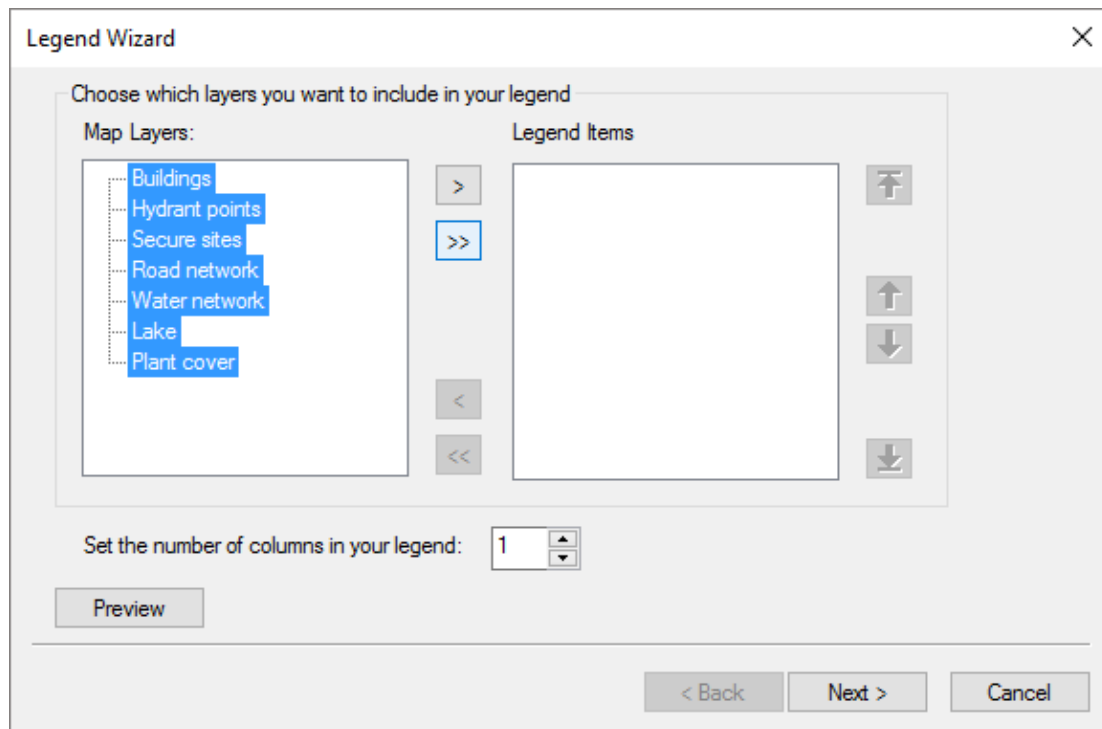 Legend Wizard
Choose which layers you want to include in your legend
Map Layers:
Legend Items
Buildings
Hydrant points
Secure sites
Road network
Water network
Lake
Plant cover
>
>>
<
<<
Set the number of columns in your legend:
1
Preview
< Back
Next >
Cancel